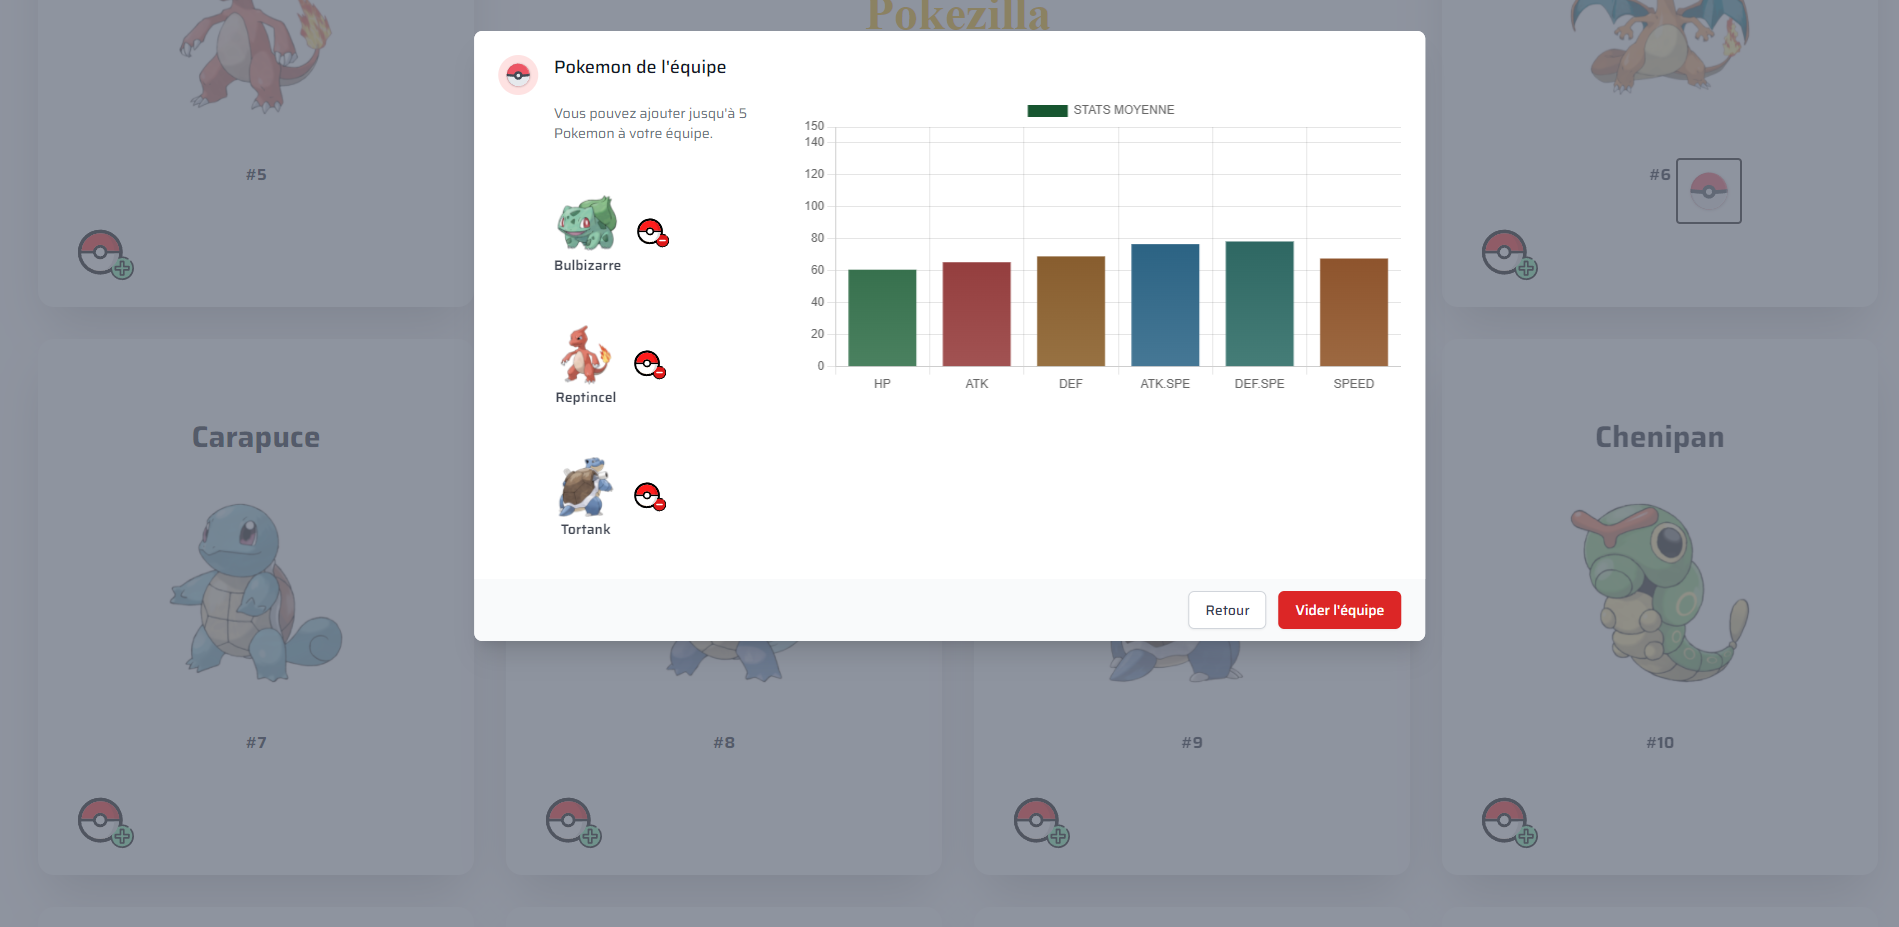 Pokezilla
#5
#6
Pokemon de l'équipe
Vous pouvez ajouter jusqu'à 5
Pokemon à votre équipe.
Bulbizarre
Reptincel
Tortank
STATS MOYENNE
150
140
120
100
80
60
40
20
0
HP ATK DEF ATK.SPE DEF.SPE SPEED
Retour Vider l'équipe
Carapuce
Chenipan
#7
#8
#9
#10